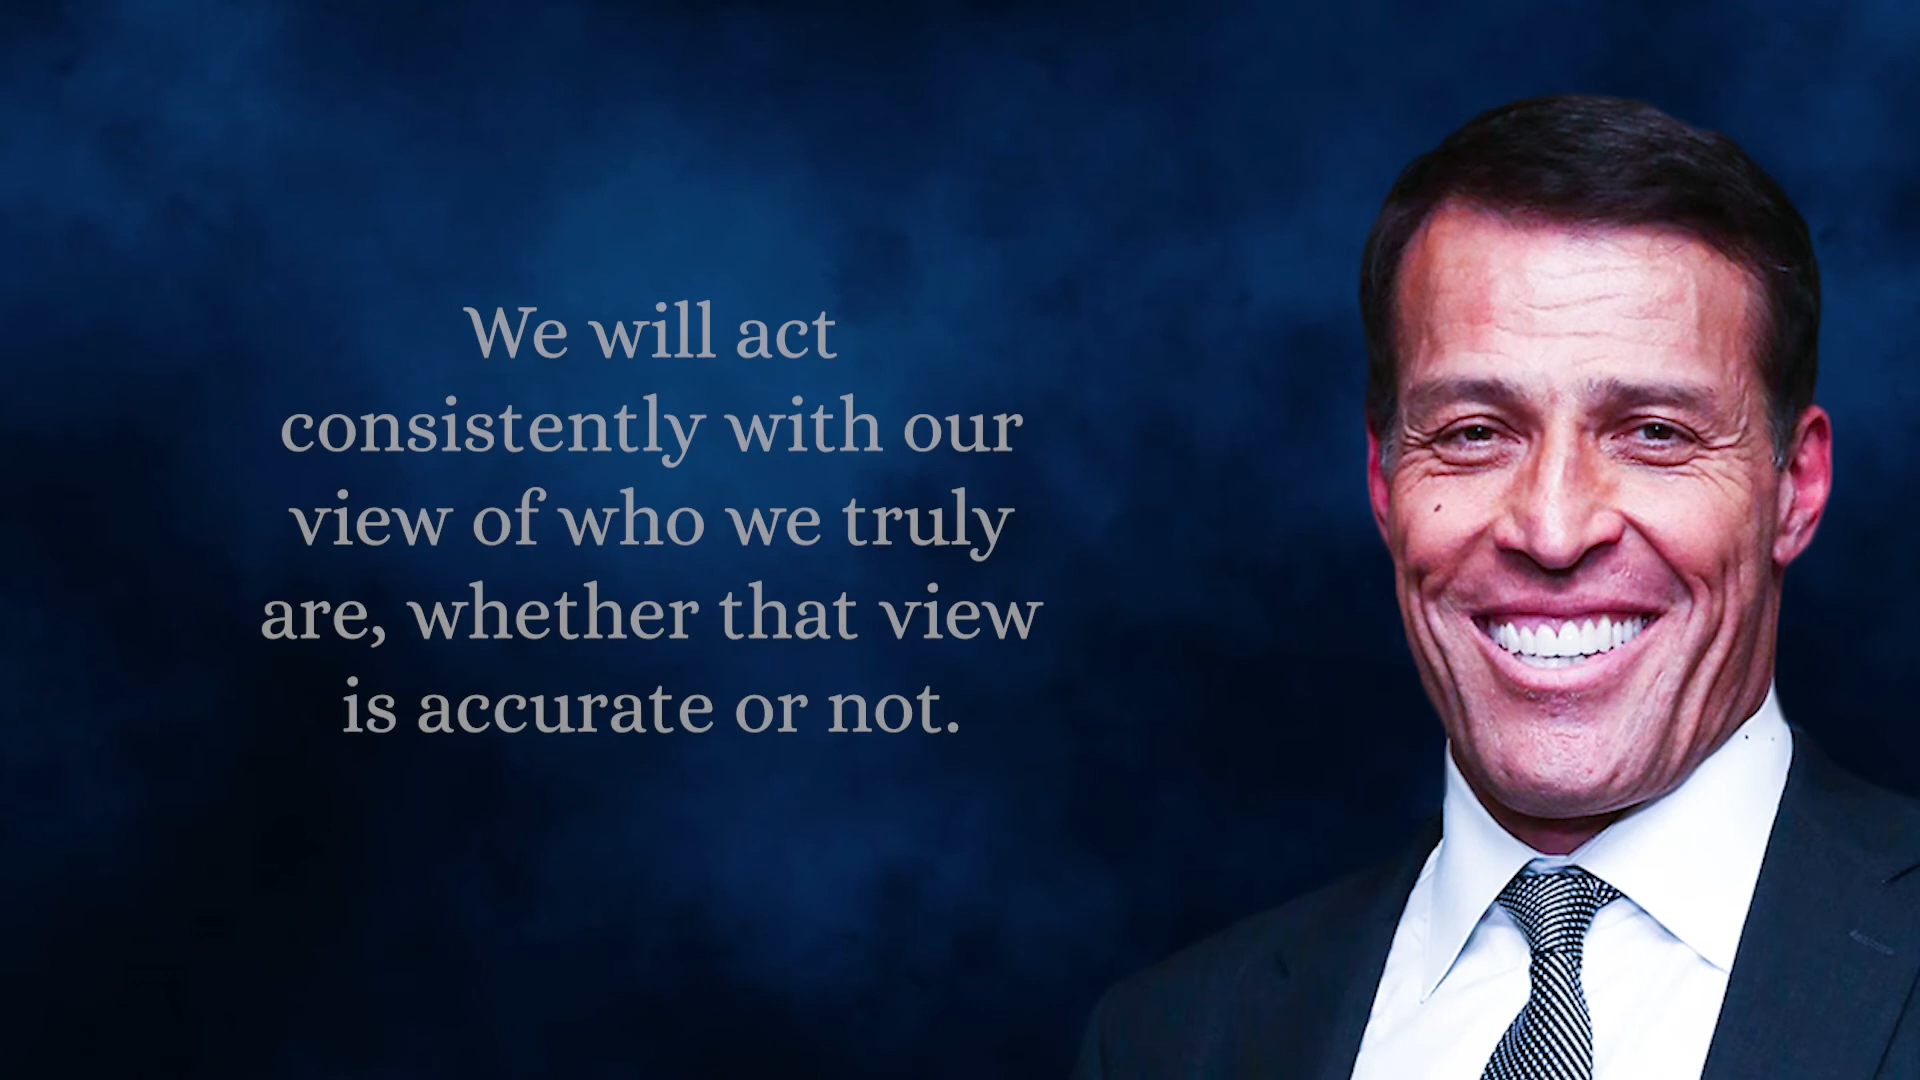 We will act
consistently with our
view of who we truly
are, whether that view
is accurate or not.